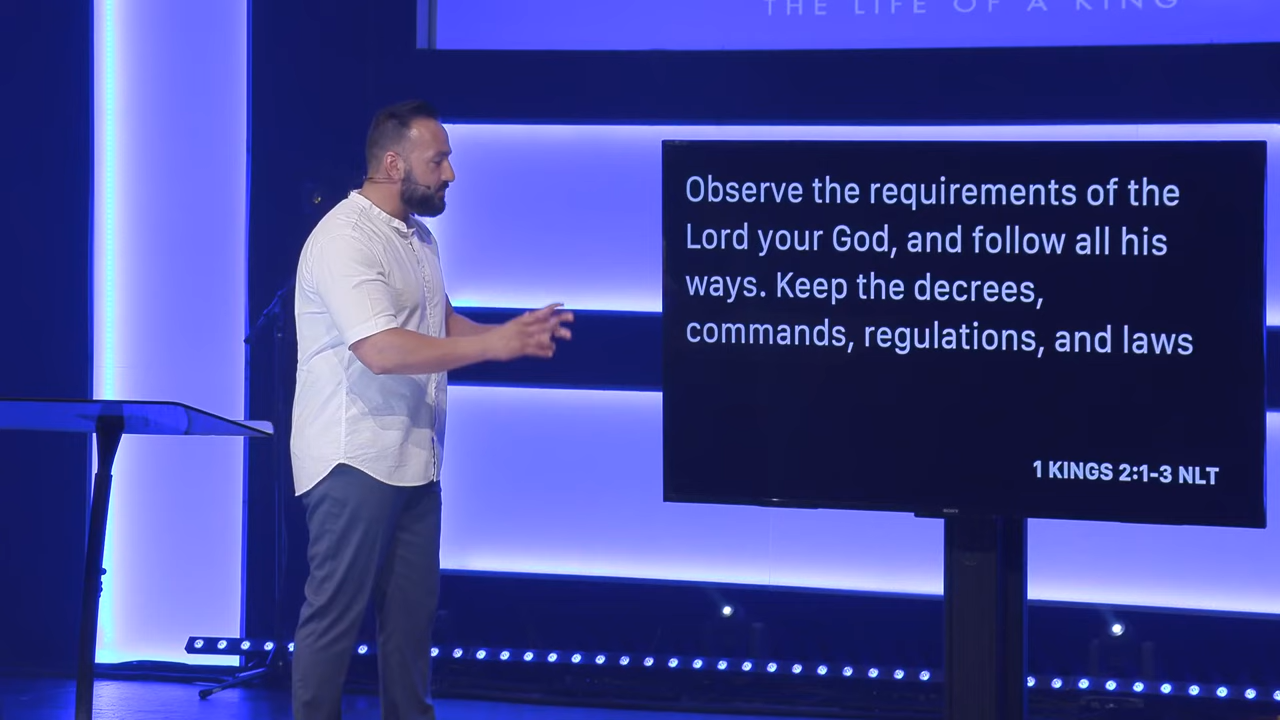 THE LIFE OF A KING
Observe the requirements of the
Lord your God, and follow all his
ways. Keep the decrees,
commands, regulations, and laws
1 KINGS 2:1-3 NLT
SONY